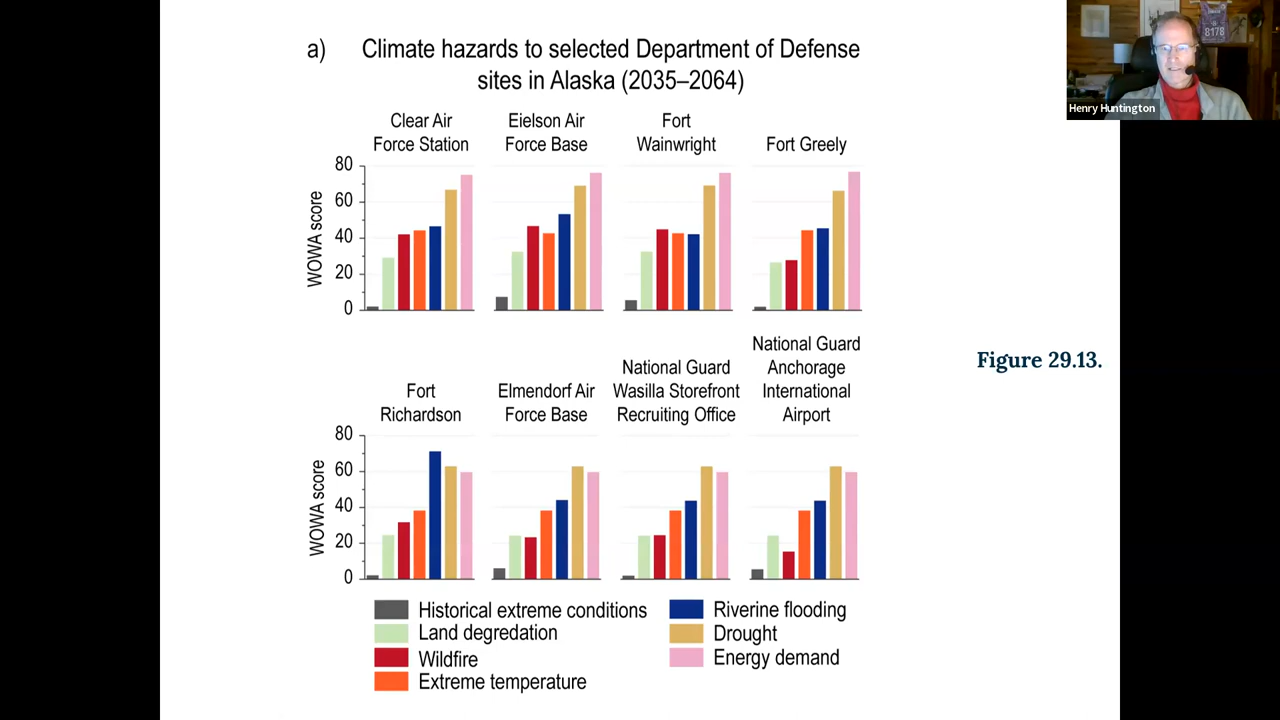 a) Climate hazards to selected Department of Defense
sites in Alaska (2035–2064)
8178
Henry Huntington
Clear Air
Force Station
Eielson Air
Force Base
Fort
Wainwright
Fort Greely
WOWA score
80
60
40
20
0
Figure 29.13.
Fort
Richardson
Elmendorf Air
Force Base
National Guard
Wasilla Storefront
Recruiting Office
National Guard
Anchorage
International
Airport
WOWA score
80
60
40
20
0
Historical extreme conditions
Land degredation
Wildfire
Extreme temperature
Riverine flooding
Drought
Energy demand